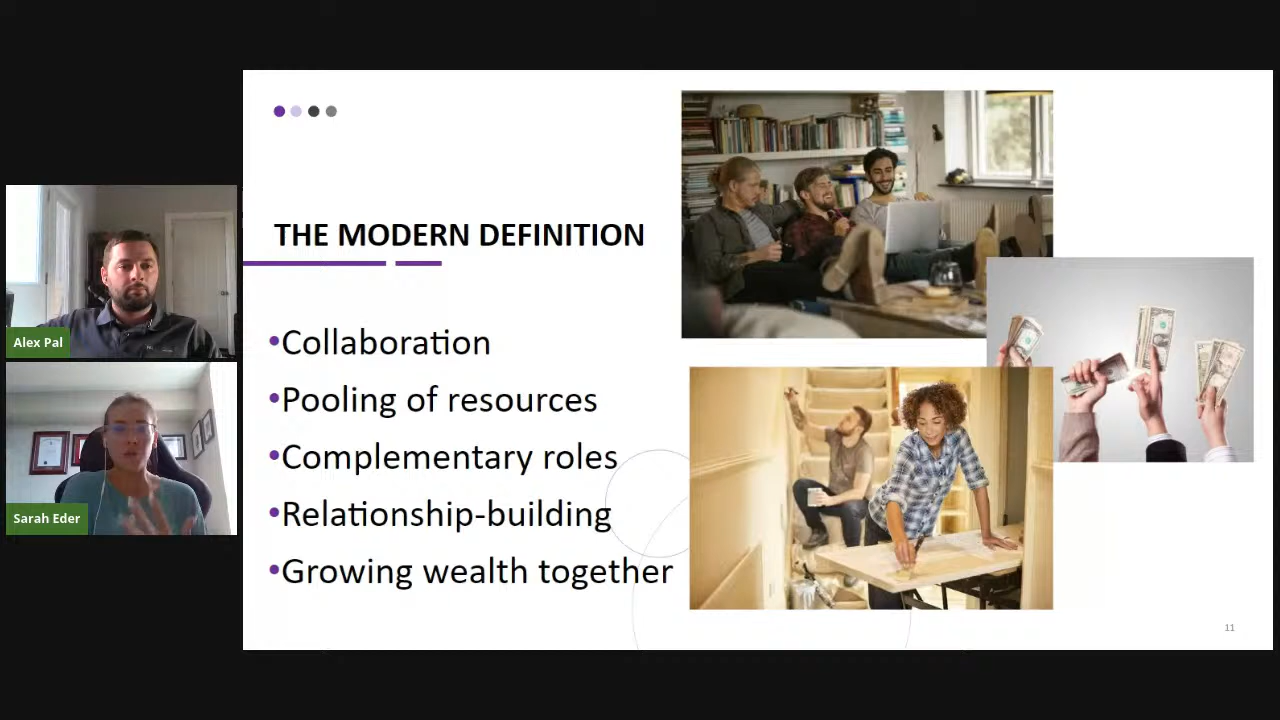 THE MODERN DEFINITION
•Collaboration
•Pooling of resources
•Complementary roles
•Relationship-building
•Growing wealth together
Alex Pal
Sarah Eder
11